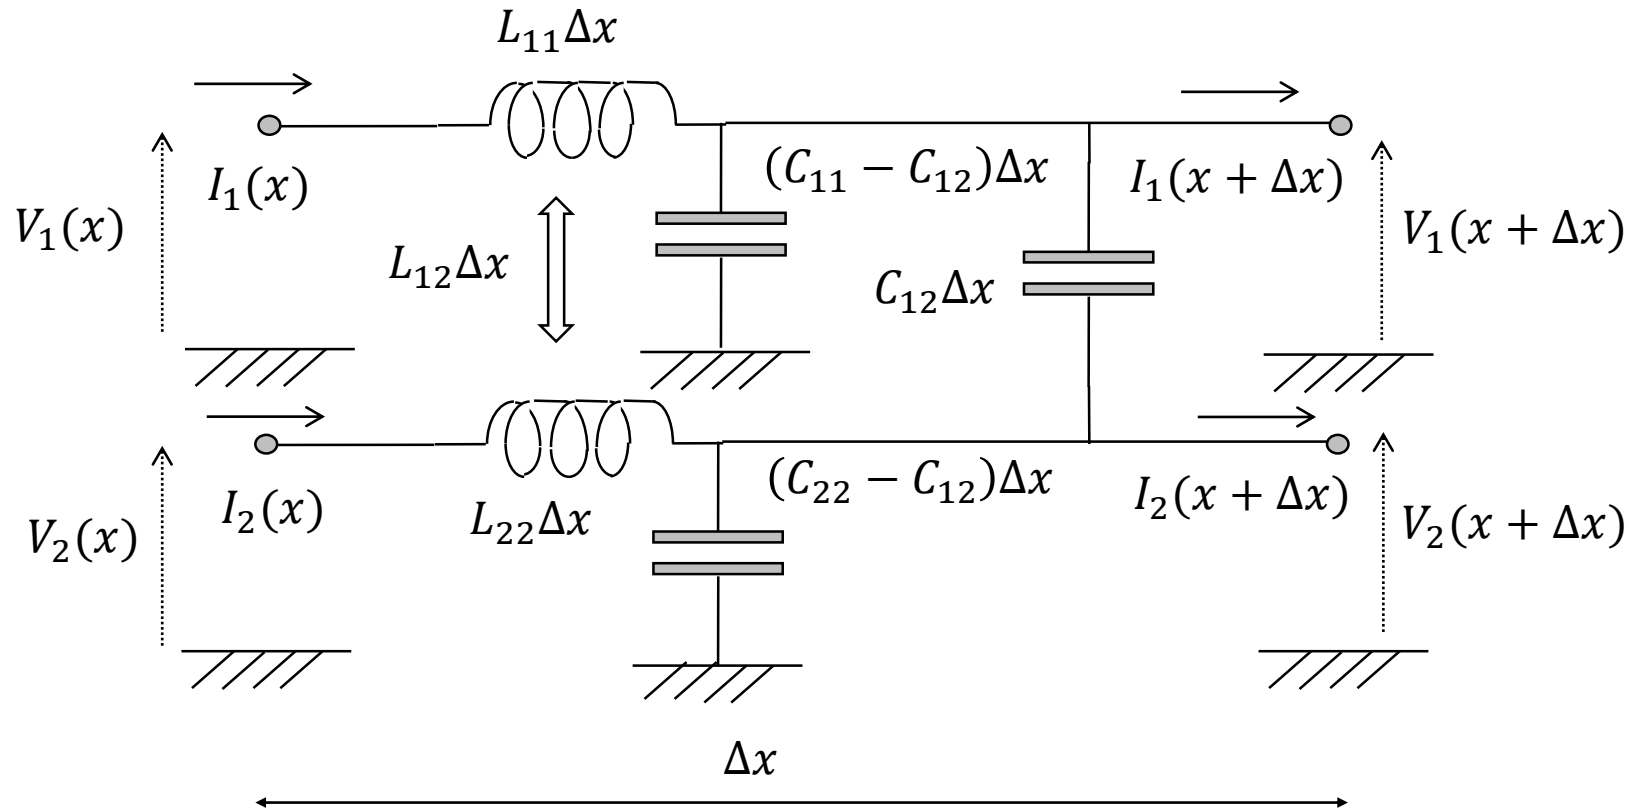 L₁₁Δx
I₁(x)
(C₁₁ − C₁₂)Δx
I₁(x + Δx)
V₁(x)
V₁(x + Δx)
L₁₂Δx
C₁₂Δx
I₂(x)
L₂₂Δx
(C₂₂ − C₁₂)Δx
I₂(x + Δx)
V₂(x)
V₂(x + Δx)
Δx